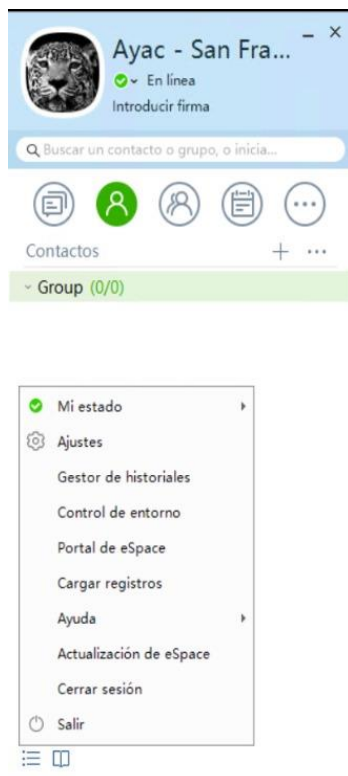 Ayac - San Fra...
En línea
Introducir firma
Buscar un contacto o grupo, o inicia...
Contactos
Group (0/0)
Mi estado
Ajustes
Gestor de historiales
Control de entorno
Portal de eSpace
Cargar registros
Ayuda
Actualización de eSpace
Cerrar sesión
Salir